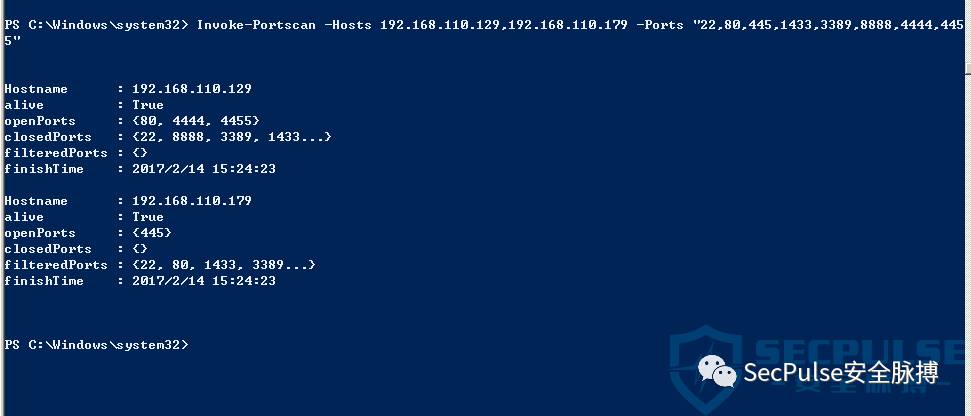 PS C:\Windows\system32> Invoke-Portscan -Hosts 192.168.110.129,192.168.110.179 -Ports "22,80,445,1433,3389,8888,4444,445
5"
Hostname      : 192.168.110.129
alive         : True
openPorts     : {80, 4444, 4455}
closedPorts   : {22, 8888, 3389, 1433...}
filteredPorts : {}
finishTime    : 2017/2/14 15:24:23
Hostname      : 192.168.110.179
alive         : True
openPorts     : {445}
closedPorts   : {}
filteredPorts : {22, 80, 1433, 3389...}
finishTime    : 2017/2/14 15:24:23
PS C:\Windows\system32>
SECPULSE
SecPulse安全脉搏